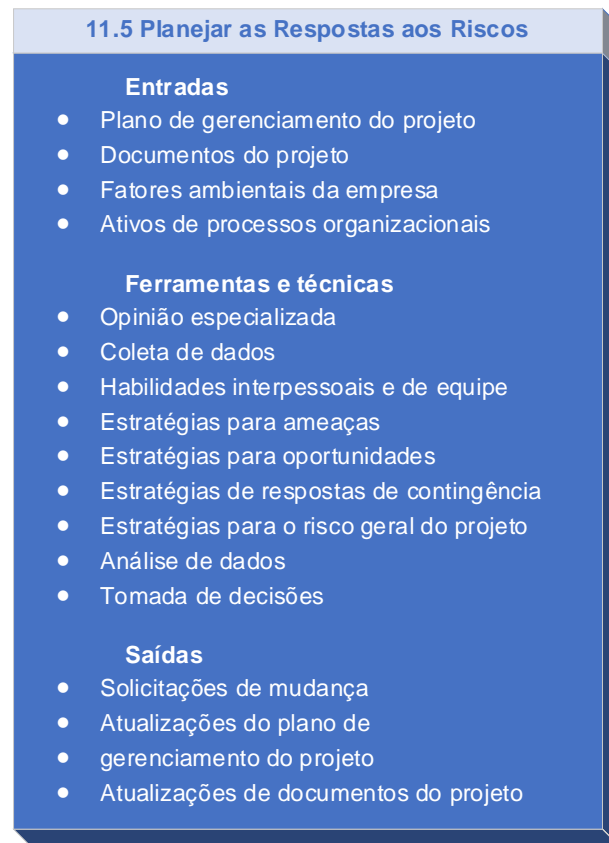 11.5 Planejar as Respostas aos Riscos
Entradas
• Plano de gerenciamento do projeto
• Documentos do projeto
• Fatores ambientais da empresa
• Ativos de processos organizacionais
Ferramentas e técnicas
• Opinião especializada
• Coleta de dados
• Habilidades interpessoais e de equipe
• Estratégias para ameaças
• Estratégias para oportunidades
• Estratégias de respostas de contingência
• Estratégias para o risco geral do projeto
• Análise de dados
• Tomada de decisões
Saídas
• Solicitações de mudança
• Atualizações do plano de
• gerenciamento do projeto
• Atualizações de documentos do projeto